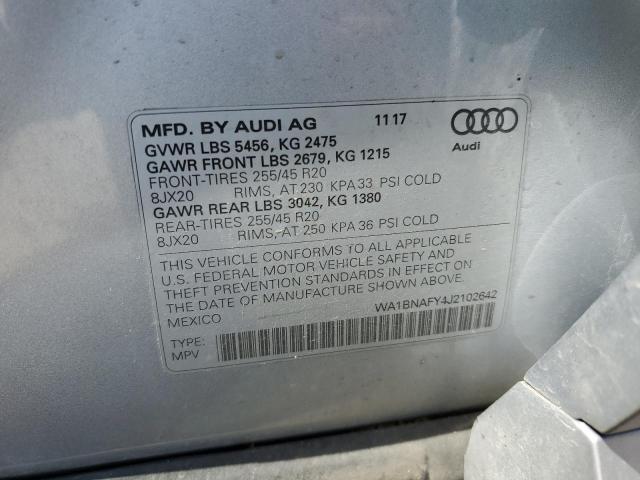 MFD. BY AUDI AG 11 17
GVWR LBS 5456, KG 2475
GAWR FRONT LBS 2679, KG 1215
FRONT-TIRES 255/45 R20
8JX20 RIMS, AT 230 KPA 33 PSI COLD
GAWR REAR LBS 3042, KG 1380
REAR-TIRES 255/45 R20
8JX20 RIMS, AT 250 KPA 36 PSI COLD
Audi
THIS VEHICLE CONFORMS TO ALL APPLICABLE
U.S. FEDERAL MOTOR VEHICLE SAFETY AND
THEFT PREVENTION STANDARDS IN EFFECT ON
THE DATE OF MANUFACTURE SHOWN ABOVE.
MEXICO WA1BNAFY4J2102642
TYPE:
MPV